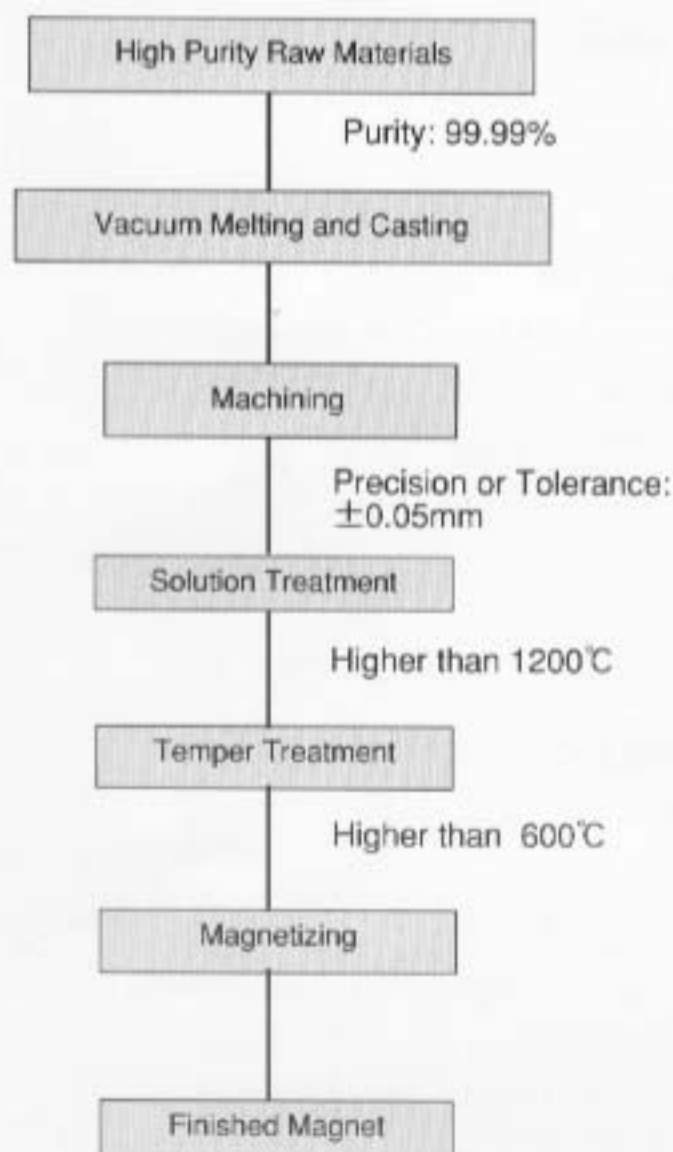 High Purity Raw Materials
Purity: 99.99%
Vacuum Melting and Casting
Machining
Precision or Tolerance:
±0.05mm
Solution Treatment
Higher than 1200℃
Temper Treatment
Higher than 600℃
Magnetizing
Finished Magnet